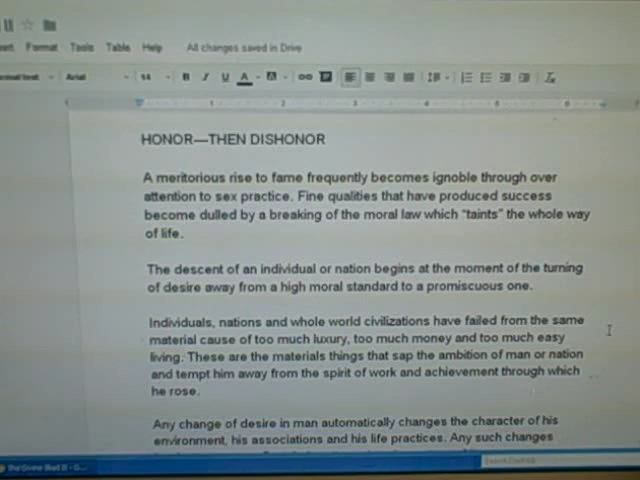 Format Tools Table Help All changes saved in Drive
Arial 14 B I U A
1 2 3 4 5 6
HONOR—THEN DISHONOR
A meritorious rise to fame frequently becomes ignoble through over
attention to sex practice. Fine qualities that have produced success
become dulled by a breaking of the moral law which “taints” the whole way
of life.
The descent of an individual or nation begins at the moment of the turning
of desire away from a high moral standard to a promiscuous one.
Individuals, nations and whole world civilizations have failed from the same
material cause of too much luxury, too much money and too much easy
living. These are the materials things that sap the ambition of man or nation
and tempt him away from the spirit of work and achievement through which
he rose.
Any change of desire in man automatically changes the character of his
environment, his associations and his life practices. Any such changes